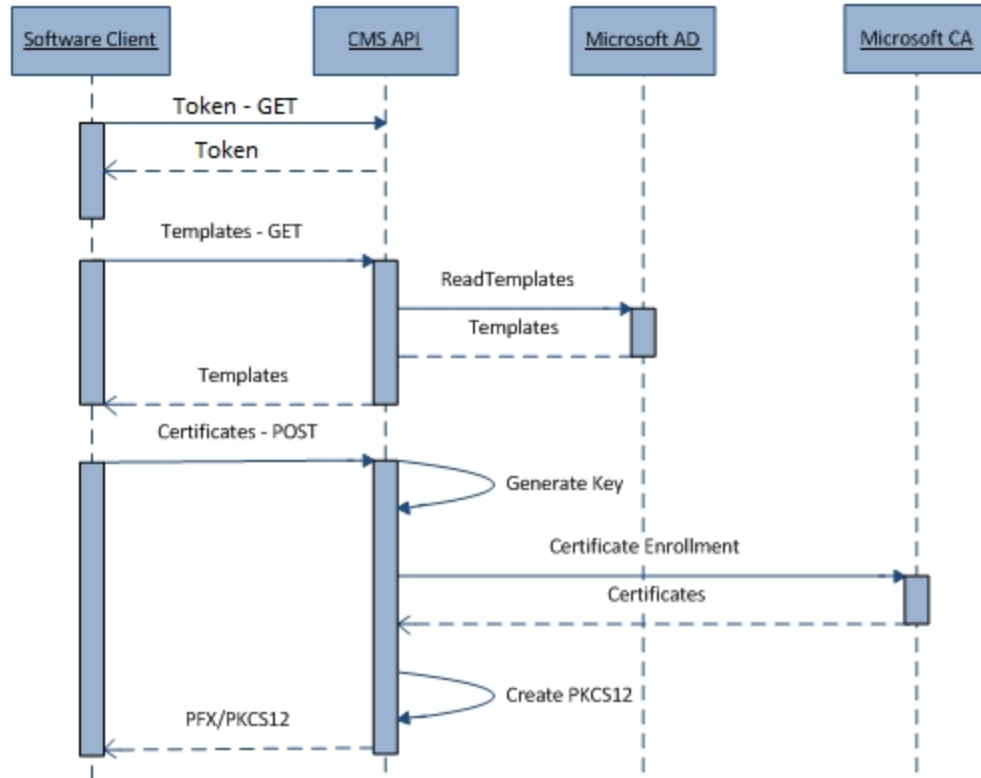 Software Client
CMS API
Microsoft AD
Microsoft CA
Token - GET
Token
Templates - GET
ReadTemplates
Templates
Templates
Certificates - POST
Generate Key
Certificate Enrollment
Certificates
Create PKCS12
PFX/PKCS12